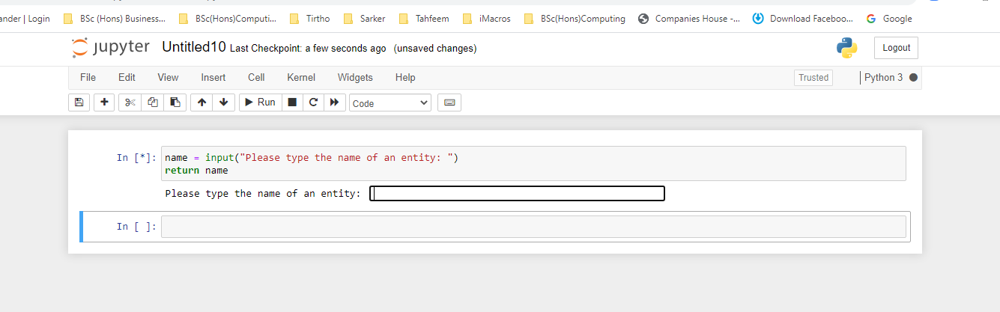 ander | Login BSc (Hons) Business... BSc(Hons)Computi... Tirtho Sarker Tahfeem iMacros BSc(Hons)Computing Companies House -... Download Faceboo... Google
jupyter Untitled10 Last Checkpoint: a few seconds ago (unsaved changes) Logout
File Edit View Insert Cell Kernel Widgets Help Trusted Python 3
Run Code
In [*]: name = input("Please type the name of an entity: ")
return name
Please type the name of an entity:
In [ ]: